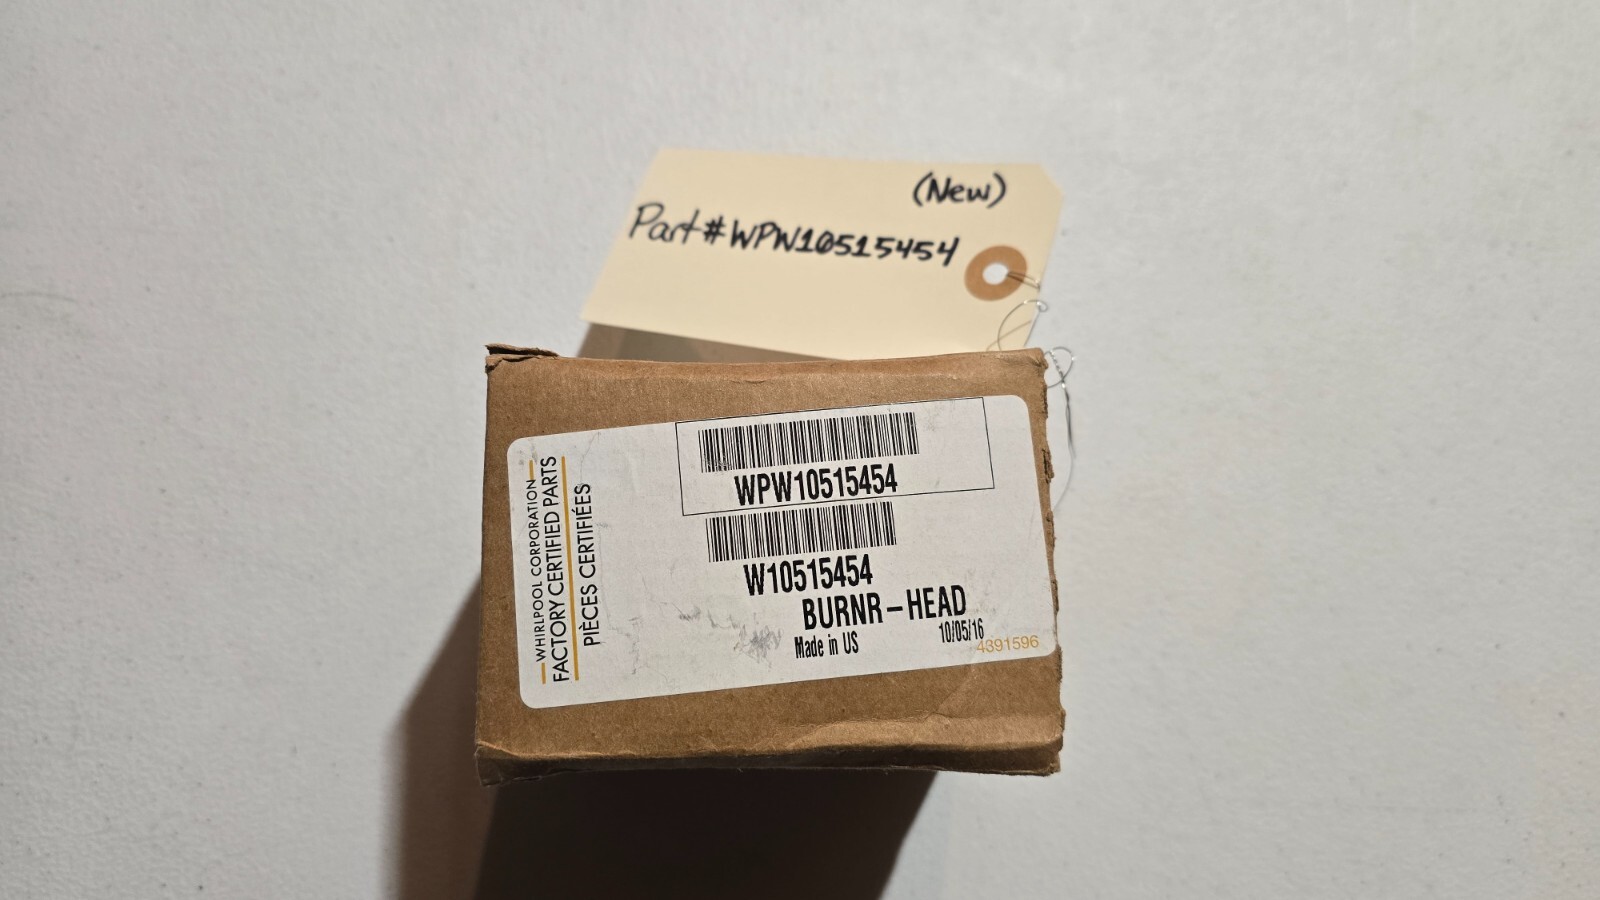 (New)
Part#WPW10515454
WHIRLPOOL CORPORATION
FACTORY CERTIFIED PARTS
PIÈCES CERTIFIÉES
WPW10515454
W10515454
BURNR-HEAD
Made in US
10/05/16
4391596